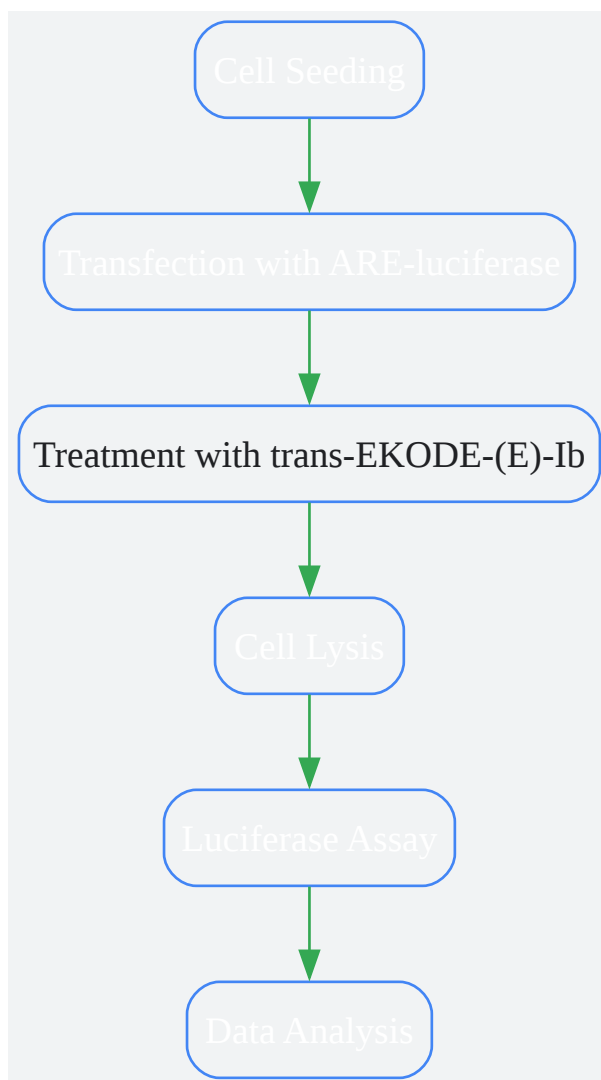 Cell Seeding
Transfection with ARE-luciferase
Treatment with trans-EKODE-(E)-Ib
Cell Lysis
Luciferase Assay
Data Analysis